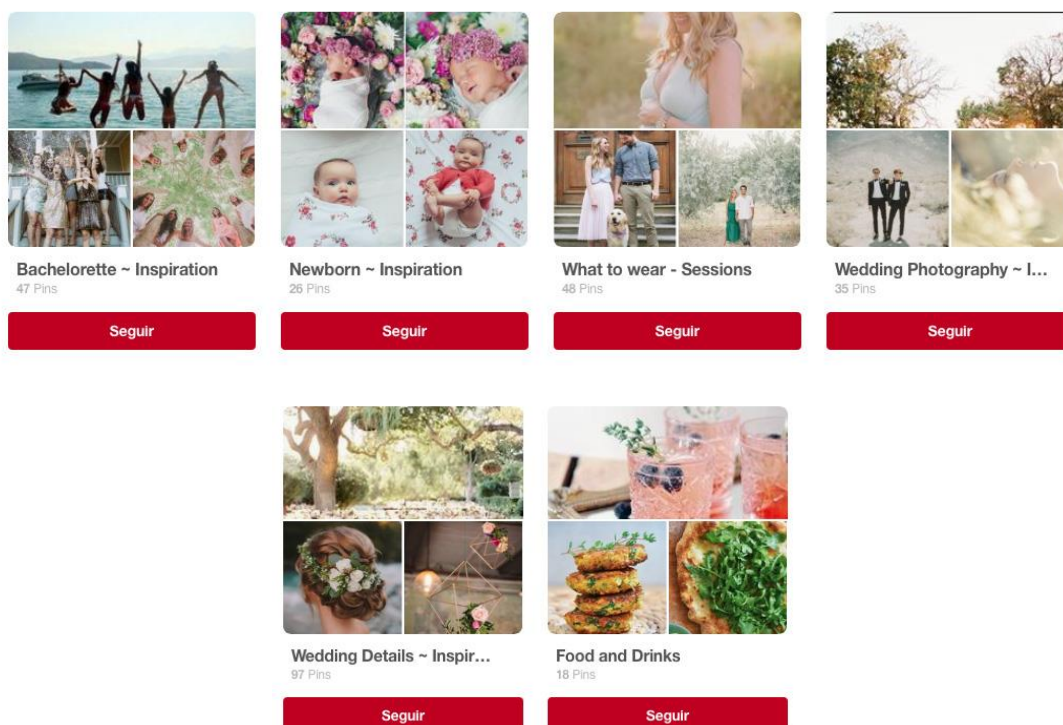 Bachelorette ~ Inspiration
47 Pins
Seguir
Newborn ~ Inspiration
26 Pins
Seguir
What to wear - Sessions
48 Pins
Seguir
Wedding Photography ~ I...
35 Pins
Seguir
Wedding Details ~ Inspir...
97 Pins
Seguir
Food and Drinks
18 Pins
Seguir